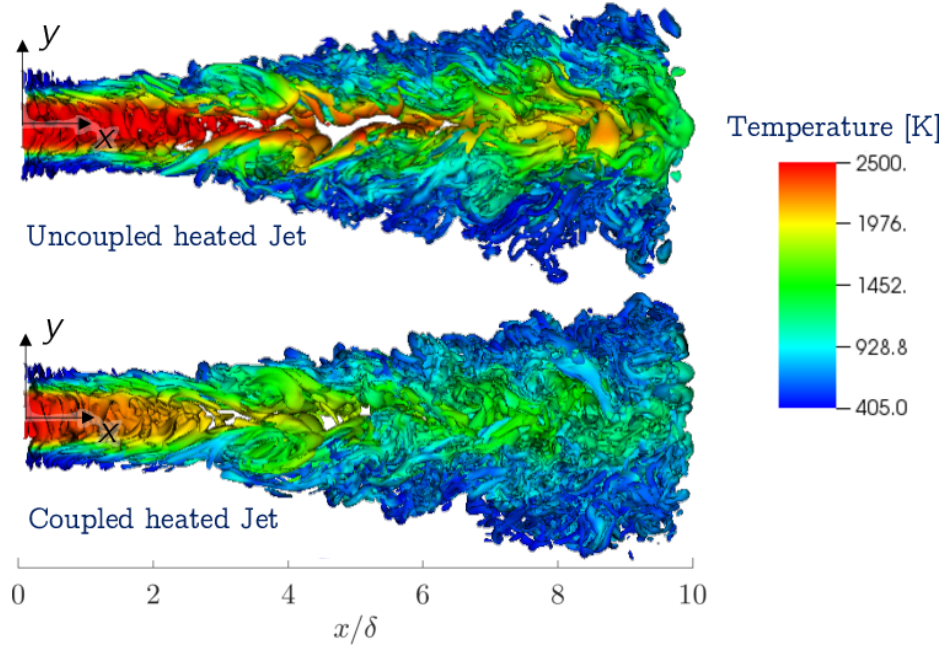 y
x
Uncoupled heated Jet
Temperature [K]
2500.
1976.
1452.
928.8
405.0
y
x
Coupled heated Jet
0 2 4 6 8 10
x/δ